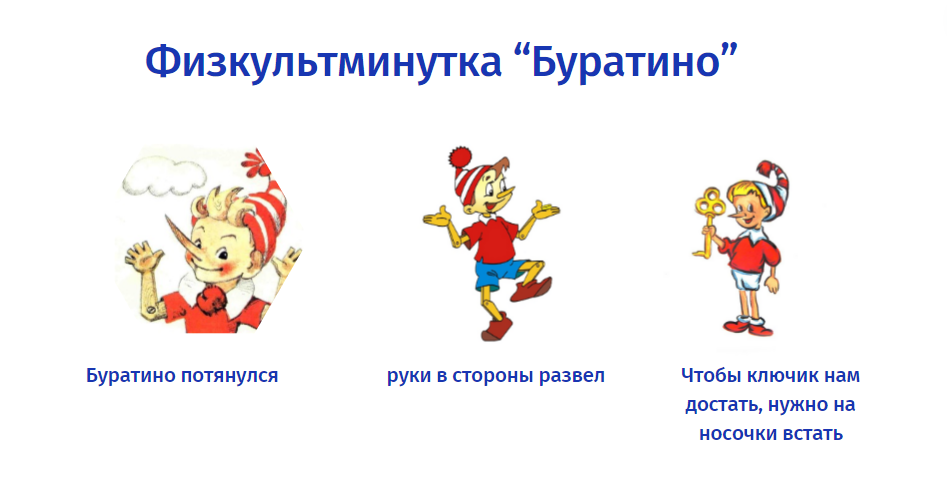 Физкультминутка “Буратино”
Буратино потянулся
руки в стороны развел
Чтобы ключик нам
достать, нужно на
носочки встать